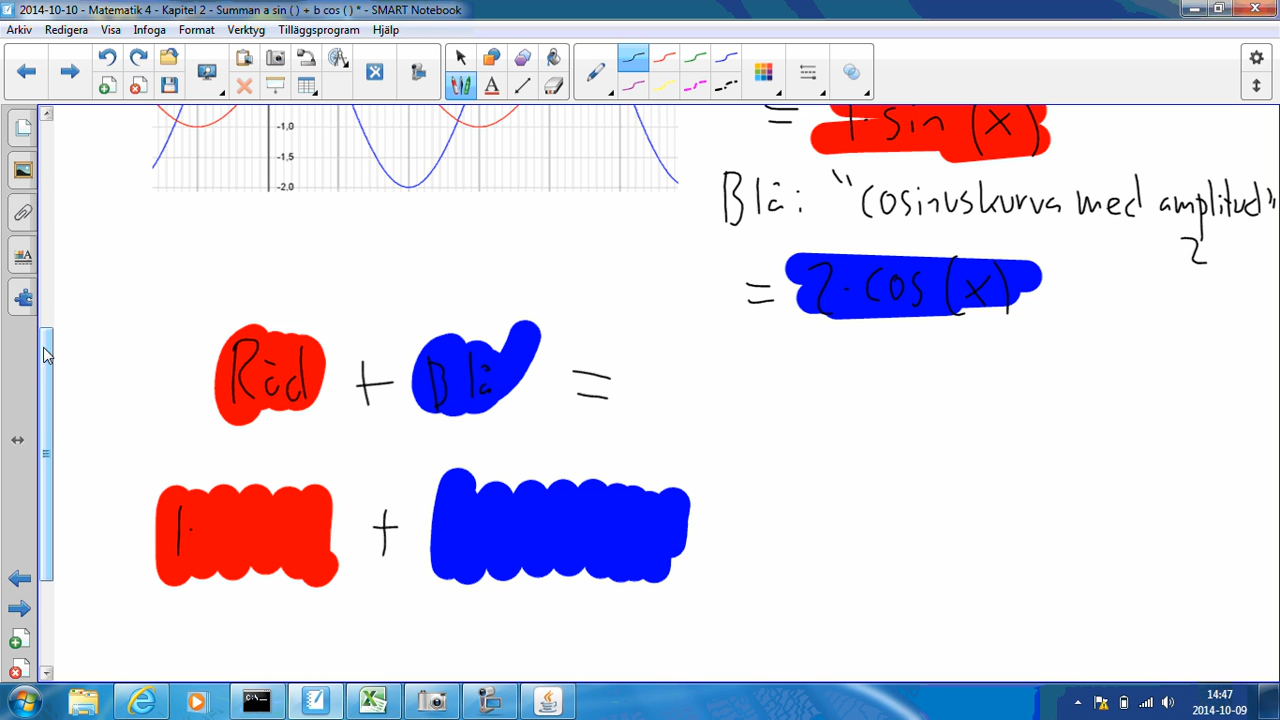 2014-10-10 - Matematik 4 - Kapitel 2 - Summan a sin ( ) + b cos ( ) * - SMART Notebook
Arkiv Redigera Visa Infoga Format Verktyg Tilläggsprogram Hjälp
-1,0
-1,5
-2.0
= 1·sin (x)
Blå: "Cosinuskurva med amplitud"
2
= 2·cos (x)
Röd + Blå =
1· +
14:47
2014-10-09